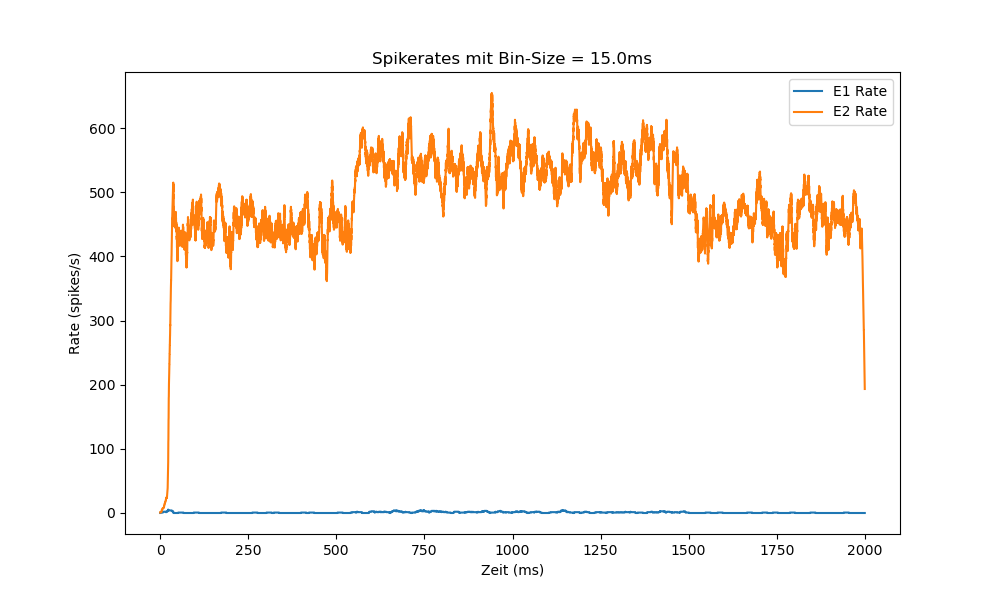 Spikerates mit Bin-Size = 15.0ms
E1 Rate
E2 Rate
Rate (spikes/s)
600
500
400
300
200
100
0
0 250 500 750 1000 1250 1500 1750 2000
Zeit (ms)